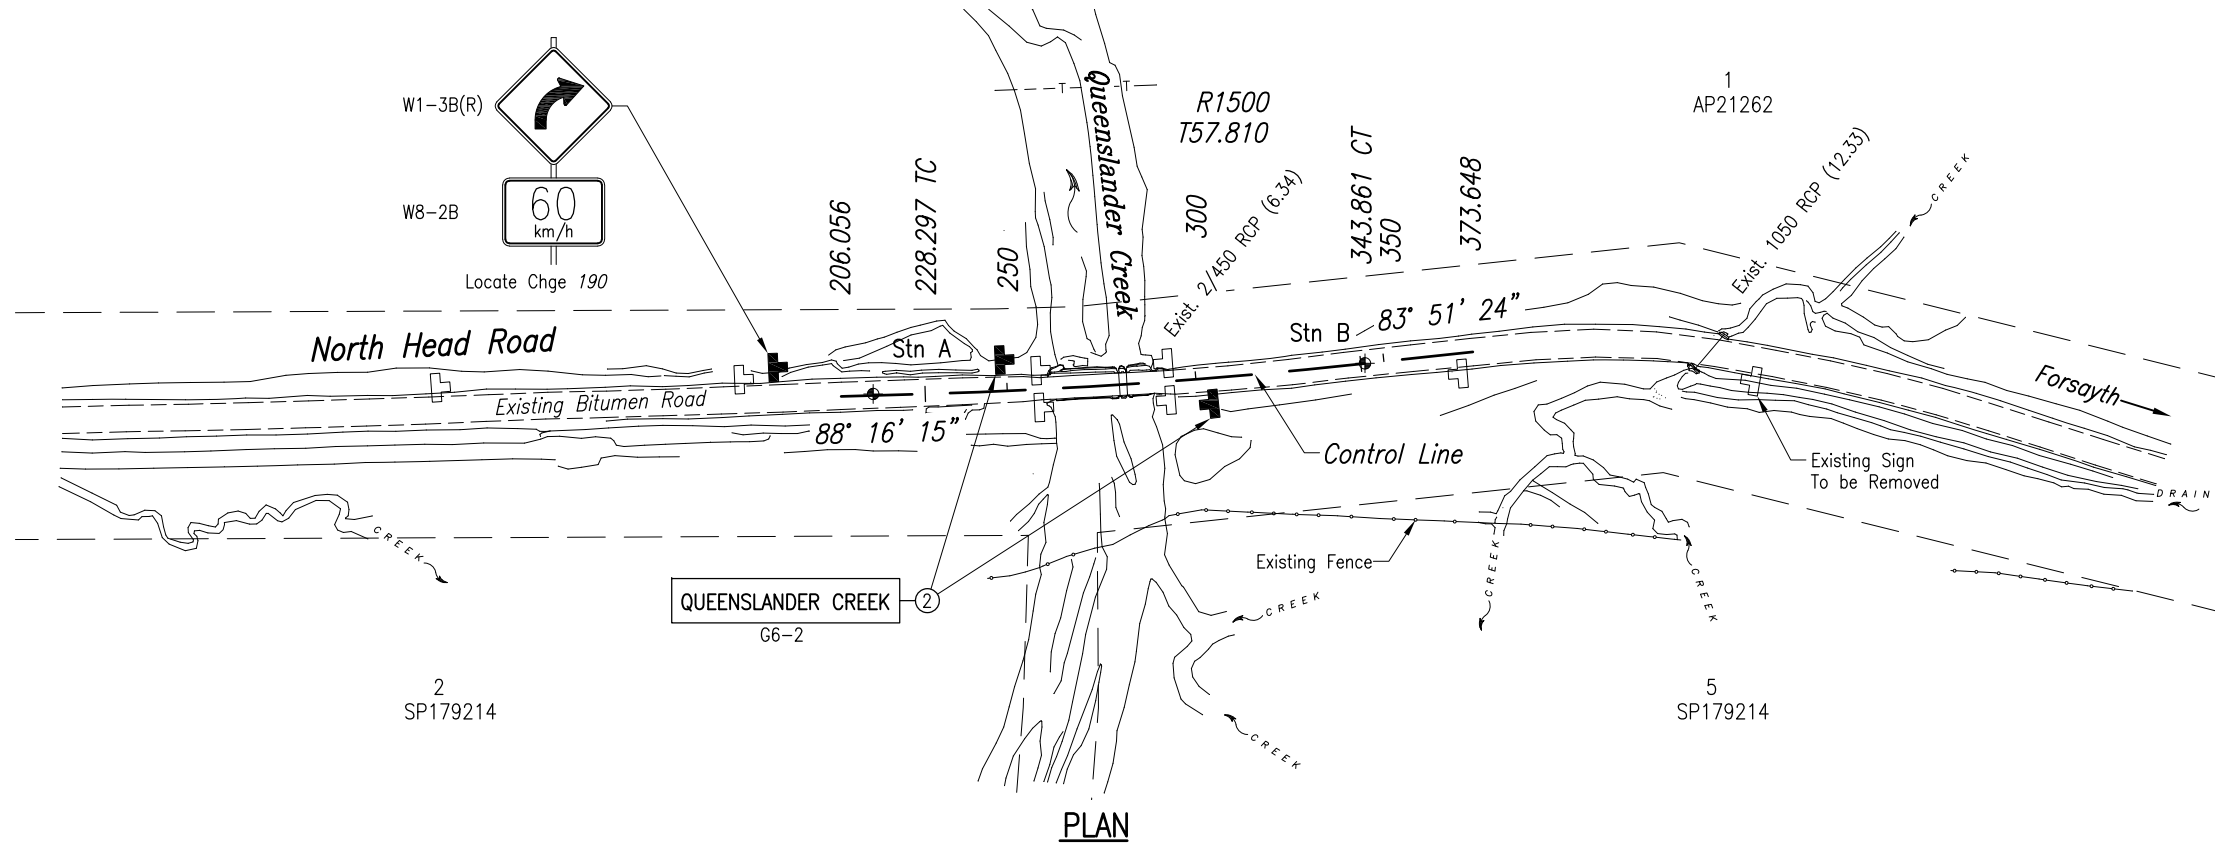 W1-3B(R)
60
km/h
W8-2B
Locate Chge 190
North Head Road
Existing Bitumen Road
206.056
228.297 TC
250
Stn A
88° 16' 15"
T
T
Queenslander Creek
R1500
T57.810
300
Exist. 2/450 RCP (6.34)
343.861 CT
350
373.648
Stn B
83° 51' 24"
1
AP21262
Exist. 1050 RCP (12.33)
CREEK
Forsayth
Control Line
Existing Sign
To be Removed
DRAIN
CREEK
Existing Fence
CREEK
CREEK
QUEENSLANDER CREEK
2
G6-2
CREEK
CREEK
2
SP179214
5
SP179214
PLAN